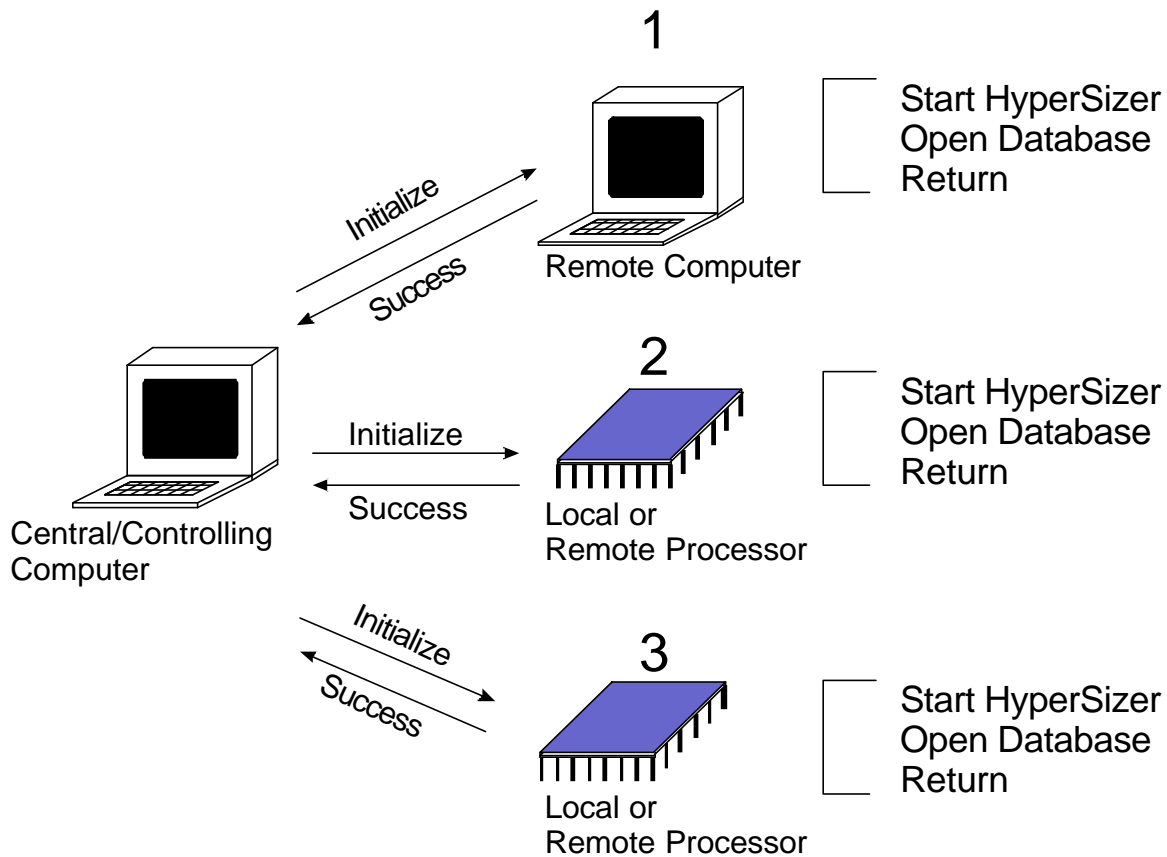 1
Start HyperSizer
Open Database
Return
Initialize
Success
Remote Computer
2
Start HyperSizer
Open Database
Return
Initialize
Success
Local or
Remote Processor
Central/Controlling
Computer
3
Start HyperSizer
Open Database
Return
Initialize
Success
Local or
Remote Processor